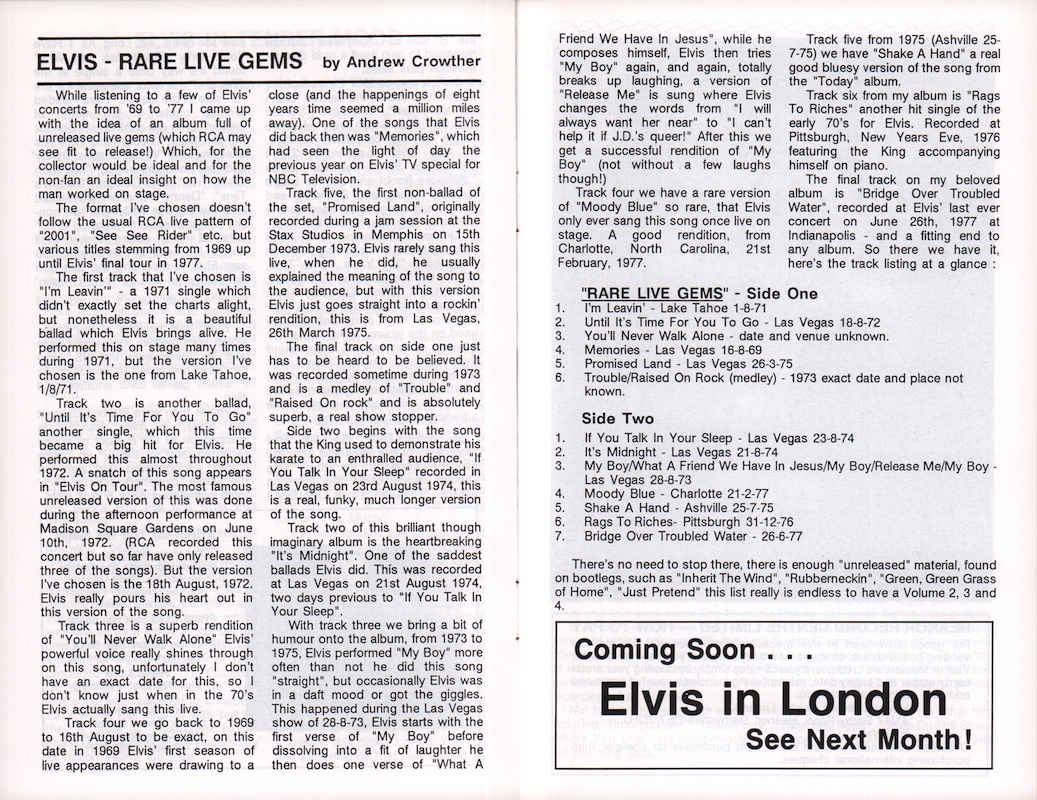 ELVIS - RARE LIVE GEMS by Andrew Crowther
While listening to a few of Elvis'
concerts from '69 to '77 I came up
with the idea of an album full of
unreleased live gems (which RCA may
see fit to release!) Which, for the
collector would be ideal and for the
non-fan an ideal insight on how the
man worked on stage.
The format I've chosen doesn't
follow the usual RCA live pattern of
"2001", "See See Rider" etc. but
various titles stemming from 1969 up
until Elvis' final tour in 1977.
The first track that I've chosen is
"I'm Leavin'" - a 1971 single which
didn't exactly set the charts alight,
but nonetheless it is a beautiful
ballad which Elvis brings alive. He
performed this on stage many times
during 1971, but the version I've
chosen is the one from Lake Tahoe,
1/8/71.
Track two is another ballad,
"Until It's Time For You To Go"
another single, which this time
became a big hit for Elvis. He
performed this almost throughout
1972. A snatch of this song appears
in "Elvis On Tour". The most famous
unreleased version of this was done
during the afternoon performance at
Madison Square Gardens on June
10th, 1972. (RCA recorded this
concert but so far have only released
three of the songs). But the version
I've chosen is the 18th August, 1972.
Elvis really pours his heart out in
this version of the song.
Track three is a superb rendition
of "You'll Never Walk Alone" Elvis'
powerful voice really shines through
on this song, unfortunately I don't
have an exact date for this, so I
don't know just when in the 70's
Elvis actually sang this live.
Track four we go back to 1969
to 16th August to be exact, on this
date in 1969 Elvis' first season of
live appearances were drawing to a
close (and the happenings of eight
years time seemed a million miles
away). One of the songs that Elvis
did back then was "Memories", which
had seen the light of day the
previous year on Elvis' TV special for
NBC Television.
Track five, the first non-ballad of
the set, "Promised Land", originally
recorded during a jam session at the
Stax Studios in Memphis on 15th
December 1973. Elvis rarely sang this
live, when he did, he usually
explained the meaning of the song to
the audience, but with this version
Elvis just goes straight into a rockin'
rendition, this is from Las Vegas,
26th March 1975.
The final track on side one just
has to be heard to be believed. It
was recorded sometime during 1973
and is a medley of "Trouble" and
"Raised On rock" and is absolutely
superb, a real show stopper.
Side two begins with the song
that the King used to demonstrate his
karate to an enthralled audience, "If
You Talk In Your Sleep" recorded in
Las Vegas on 23rd August 1974, this
is a real, funky, much longer version
of the song.
Track two of this brilliant though
imaginary album is the heartbreaking
"It's Midnight". One of the saddest
ballads Elvis did. This was recorded
at Las Vegas on 21st August 1974,
two days previous to "If You Talk In
Your Sleep".
With track three we bring a bit of
humour onto the album, from 1973 to
1975, Elvis performed "My Boy" more
often than not he did this song
"straight", but occasionally Elvis was
in a daft mood or got the giggles.
This happened during the Las Vegas
show of 28-8-73, Elvis starts with the
first verse of "My Boy" before
dissolving into a fit of laughter he
then does one verse of "What A
Friend We Have In Jesus", while he
composes himself, Elvis then tries
"My Boy" again, and again, totally
breaks up laughing, a version of
"Release Me" is sung where Elvis
changes the words from "I will
always want her near" to "I can't
help it if J.D.'s queer!" After this we
get a successful rendition of "My
Boy" (not without a few laughs
though!)
Track four we have a rare version
of "Moody Blue" so rare, that Elvis
only ever sang this song once live on
stage. A good rendition, from
Charlotte, North Carolina, 21st
February, 1977.
Track five from 1975 (Ashville 25-
7-75) we have "Shake A Hand" a real
good bluesy version of the song from
the "Today" album.
Track six from my album is "Rags
To Riches" another hit single of the
early 70's for Elvis. Recorded at
Pittsburgh, New Years Eve, 1976
featuring the King accompanying
himself on piano.
The final track on my beloved
album is "Bridge Over Troubled
Water", recorded at Elvis' last ever
concert on June 26th, 1977 at
Indianapolis - and a fitting end to
any album. So there we have it,
here's the track listing at a glance :
"RARE LIVE GEMS" - Side One
1. I'm Leavin' - Lake Tahoe 1-8-71
2. Until It's Time For You To Go - Las Vegas 18-8-72
3. You'll Never Walk Alone - date and venue unknown.
4. Memories - Las Vegas 16-8-69
5. Promised Land - Las Vegas 26-3-75
6. Trouble/Raised On Rock (medley) - 1973 exact date and place not
known.
Side Two
1. If You Talk In Your Sleep - Las Vegas 23-8-74
2. It's Midnight - Las Vegas 21-8-74
3. My Boy/What A Friend We Have In Jesus/My Boy/Release Me/My Boy -
Las Vegas 28-8-73
4. Moody Blue - Charlotte 21-2-77
5. Shake A Hand - Ashville 25-7-75
6. Rags To Riches- Pittsburgh 31-12-76
7. Bridge Over Troubled Water - 26-6-77
There's no need to stop there, there is enough "unreleased" material, found
on bootlegs, such as "Inherit The Wind", "Rubberneckin", "Green, Green Grass
of Home", "Just Pretend" this list really is endless to have a Volume 2, 3 and
4.
Coming Soon . . .
Elvis in London
See Next Month!